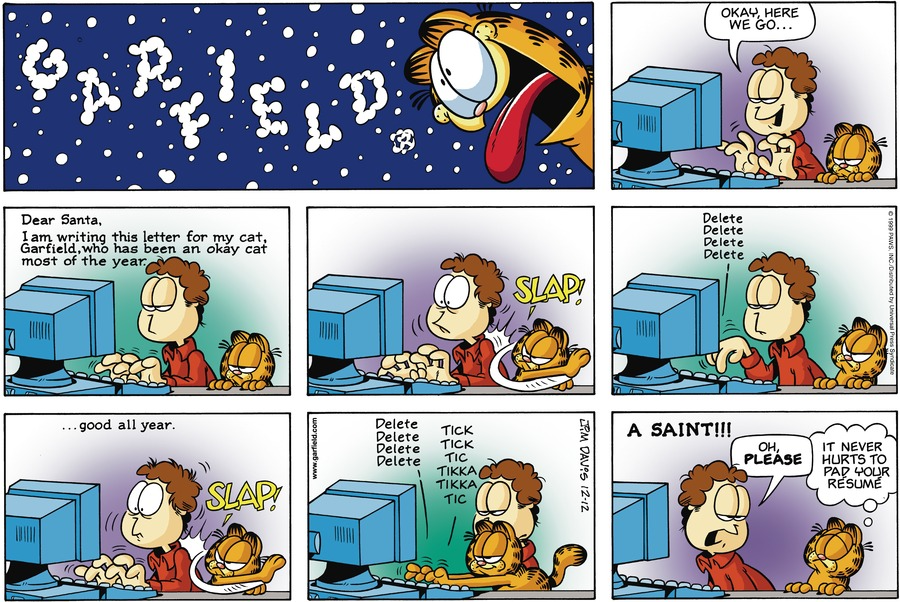 GARFIELD
OKAY, HERE
WE GO...
Dear Santa,
I am writing this letter for my cat,
Garfield,who has been an okay cat
most of the year.
SLAP!
Delete
Delete
Delete
Delete
© 1999 PAWS, INC./Distributed by Universal Press Syndicate
...good all year.
SLAP!
www.garfield.com
Delete
Delete
Delete
Delete
TICK
TICK
TIC
TIKKA
TIKKA
TIC
JIM DAVIS 12-12
A SAINT!!!
OH,
PLEASE
IT NEVER
HURTS TO
PAD YOUR
RESUMÉ